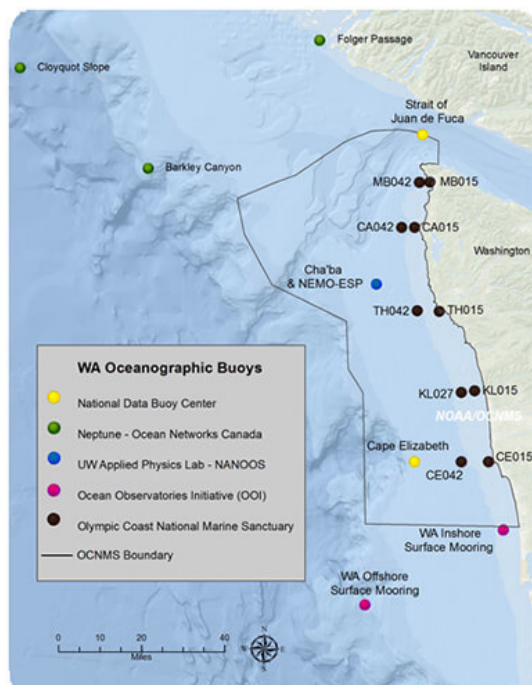 Folger Passage
Cloyquot Slope
Vancouver
Island
Strait of
Juan de Fuca
Barkley Canyon
MB042
MB015
CA042
CA015
Washington
Cha'ba
& NEMO-ESP
TH042
TH015
WA Oceanographic Buoys
National Data Buoy Center
Neptune - Ocean Networks Canada
UW Applied Physics Lab - NANOOS
Ocean Observatories Initiative (OOI)
Olympic Coast National Marine Sanctuary
OCNMS Boundary
KL027
KL015
NOAA/OCNMS
Cape Elizabeth
CE042
CE015
WA Inshore
Surface Mooring
WA Offshore
Surface Mooring
0 10 20 40
Miles
N
W E
S